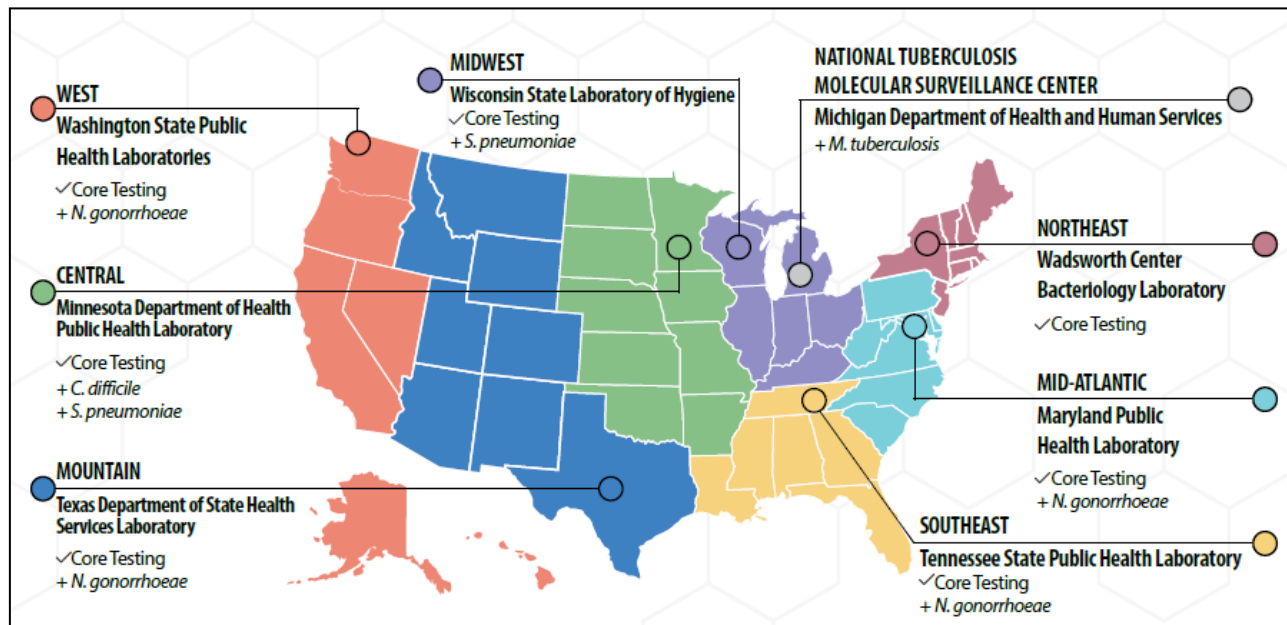 WEST
Washington State Public
Health Laboratories
✓Core Testing
+ N. gonorrhoeae
CENTRAL
Minnesota Department of Health
Public Health Laboratory
✓Core Testing
+ C. difficile
+ S. pneumoniae
MOUNTAIN
Texas Department of State Health
Services Laboratory
✓Core Testing
+ N. gonorrhoeae
MIDWEST
Wisconsin State Laboratory of Hygiene
✓Core Testing
+ S. pneumoniae
NATIONAL TUBERCULOSIS
MOLECULAR SURVEILLANCE CENTER
Michigan Department of Health and Human Services
+ M. tuberculosis
NORTHEAST
Wadsworth Center
Bacteriology Laboratory
✓Core Testing
MID-ATLANTIC
Maryland Public
Health Laboratory
✓Core Testing
+ N. gonorrhoeae
SOUTHEAST
Tennessee State Public Health Laboratory
✓Core Testing
+ N. gonorrhoeae